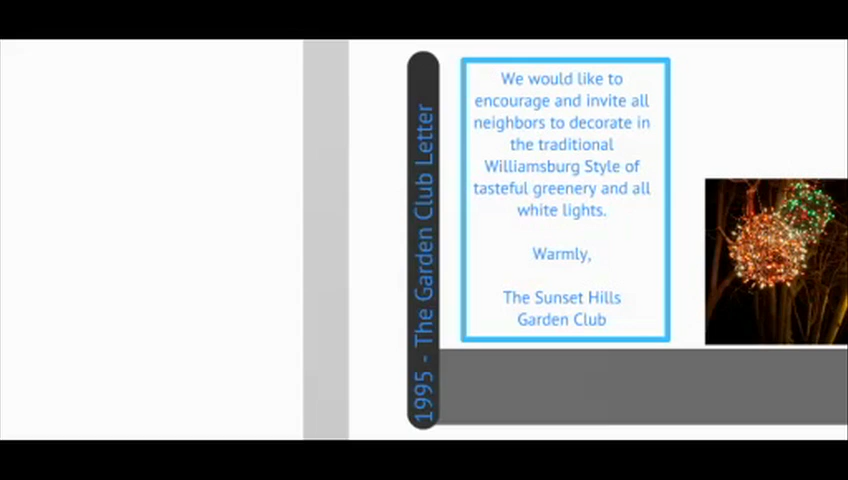 1995 - The Garden Club Letter
We would like to
encourage and invite all
neighbors to decorate in
the traditional
Williamsburg Style of
tasteful greenery and all
white lights.
Warmly,
The Sunset Hills
Garden Club